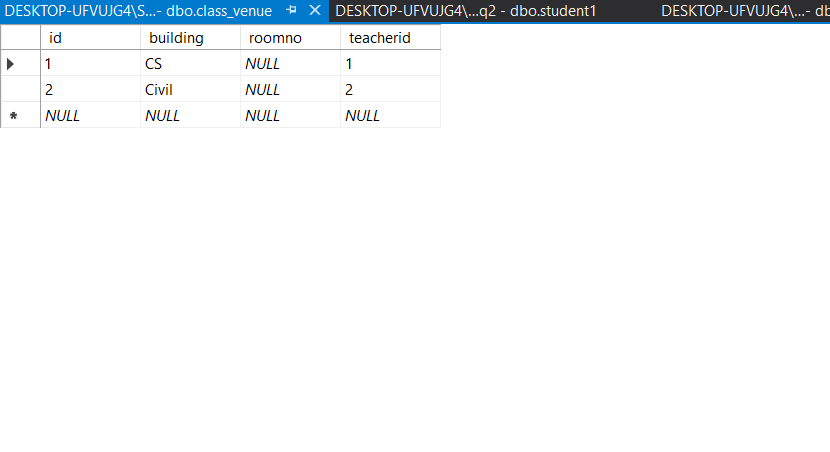 DESKTOP-UFVUJG4\S...- dbo.class_venue DESKTOP-UFVUJG4\...q2 - dbo.student1 DESKTOP-UFVUJG4\...- db
id building roomno teacherid
1 CS NULL 1
2 Civil NULL 2
* NULL NULL NULL NULL